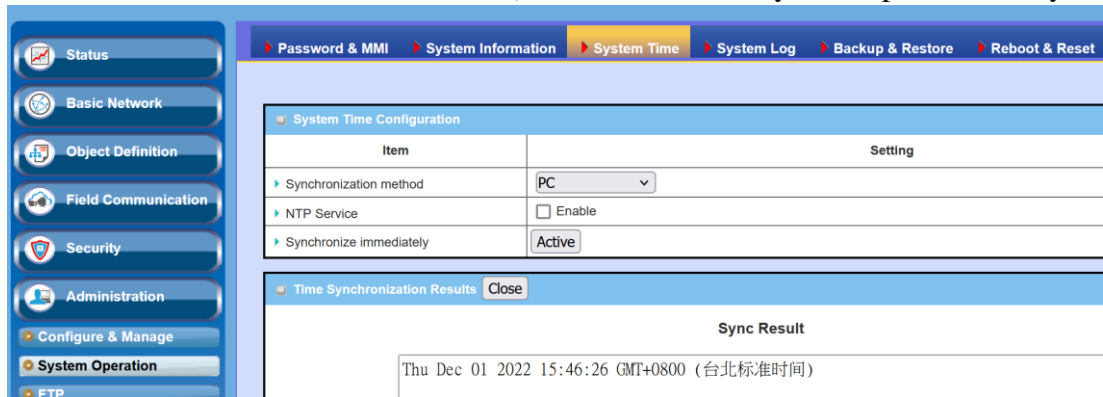 Status
Basic Network
Object Definition
Field Communication
Security
Administration
Configure & Manage
System Operation
FTP
Password & MMI System Information System Time System Log Backup & Restore Reboot & Reset
System Time Configuration
Item Setting
Synchronization method PC
NTP Service Enable
Synchronize immediately Active
Time Synchronization Results Close
Sync Result
Thu Dec 01 2022 15:46:26 GMT+0800 (台北标准时间)